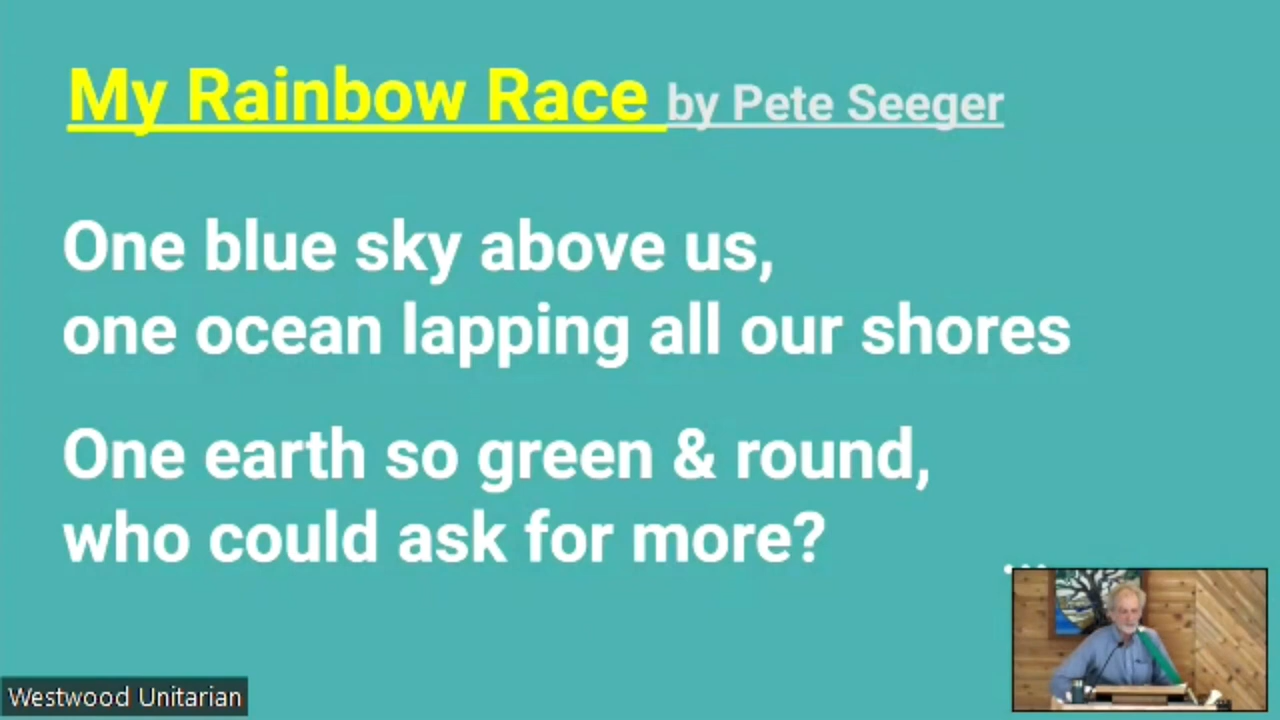 My Rainbow Race by Pete Seeger
One blue sky above us,
one ocean lapping all our shores
One earth so green & round,
who could ask for more?
...
Westwood Unitarian